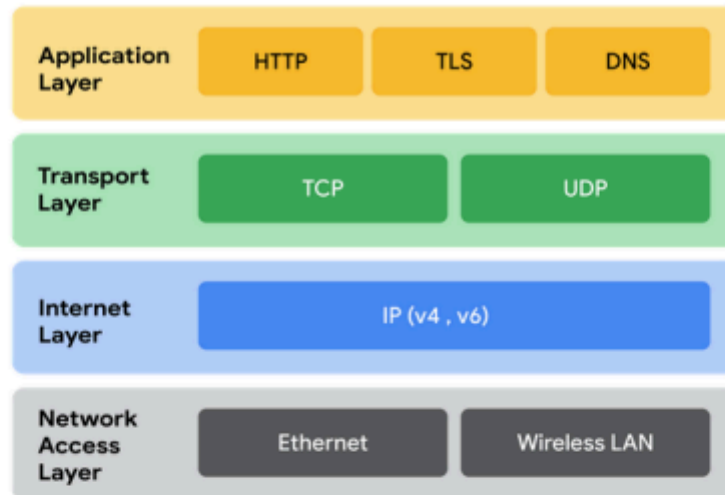 Application
Layer
HTTP
TLS
DNS
Transport
Layer
TCP
UDP
Internet
Layer
IP (v4 , v6)
Network
Access
Layer
Ethernet
Wireless LAN